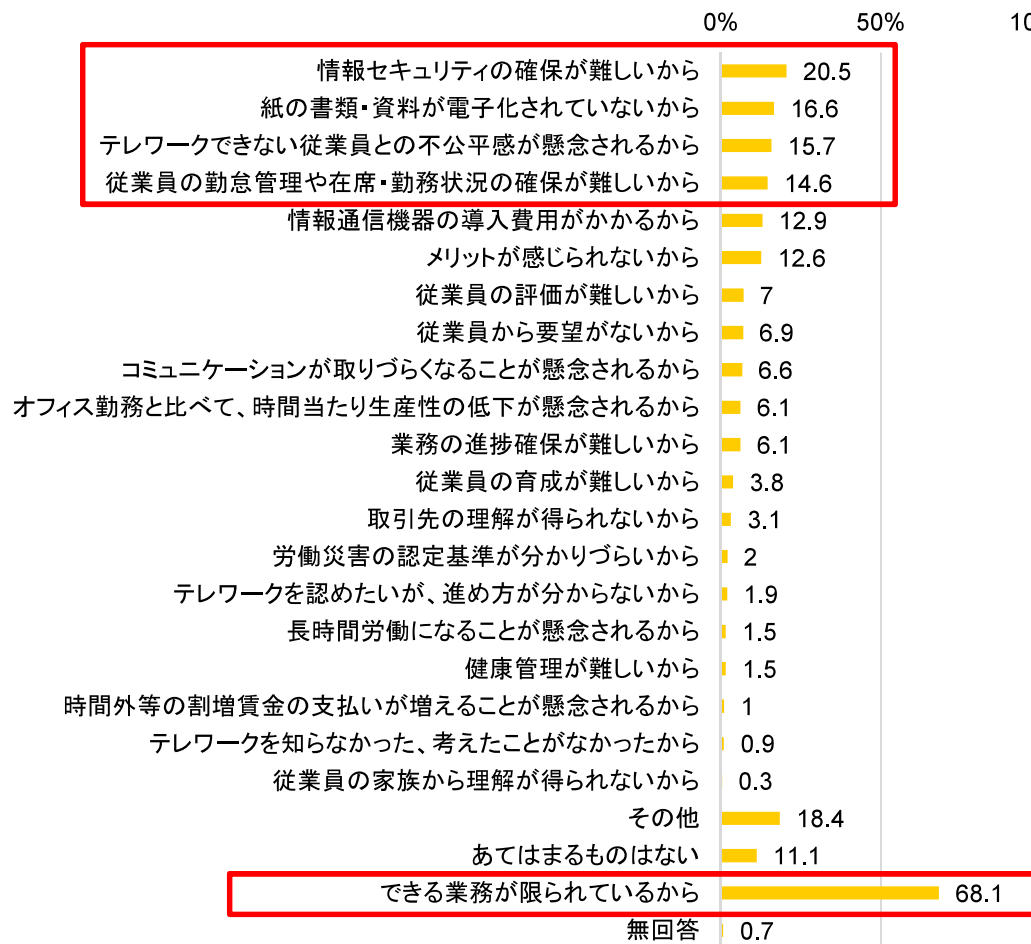 0% 50% 10
情報セキュリティの確保が難しいから 20.5
紙の書類・資料が電子化されていないから 16.6
テレワークできない従業員との不公平感が懸念されるから 15.7
従業員の勤怠管理や在席・勤務状況の確保が難しいから 14.6
情報通信機器の導入費用がかかるから 12.9
メリットが感じられないから 12.6
従業員の評価が難しいから 7
従業員から要望がないから 6.9
コミュニケーションが取りづらくなることが懸念されるから 6.6
オフィス勤務と比べて、時間当たり生産性の低下が懸念されるから 6.1
業務の進捗確保が難しいから 6.1
従業員の育成が難しいから 3.8
取引先の理解が得られないから 3.1
労働災害の認定基準が分かりづらいから 2
テレワークを認めたいが、進め方が分からないから 1.9
長時間労働になることが懸念されるから 1.5
健康管理が難しいから 1.5
時間外等の割増賃金の支払いが増えることが懸念されるから 1
テレワークを知らなかった、考えたことがなかったから 0.9
従業員の家族から理解が得られないから 0.3
その他 18.4
あてはまるものはない 11.1
できる業務が限られているから 68.1
無回答 0.7